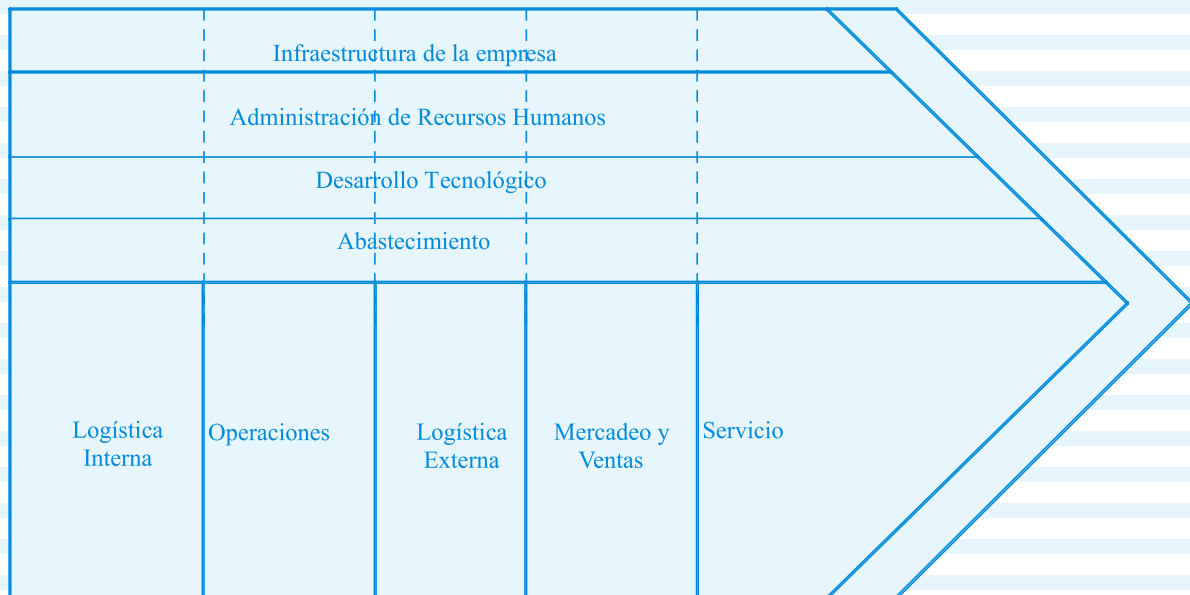 Infraestructura de la empresa
Administración de Recursos Humanos
Desarrollo Tecnológico
Abastecimiento
Logística
Interna
Operaciones
Logística
Externa
Mercadeo y
Ventas
Servicio